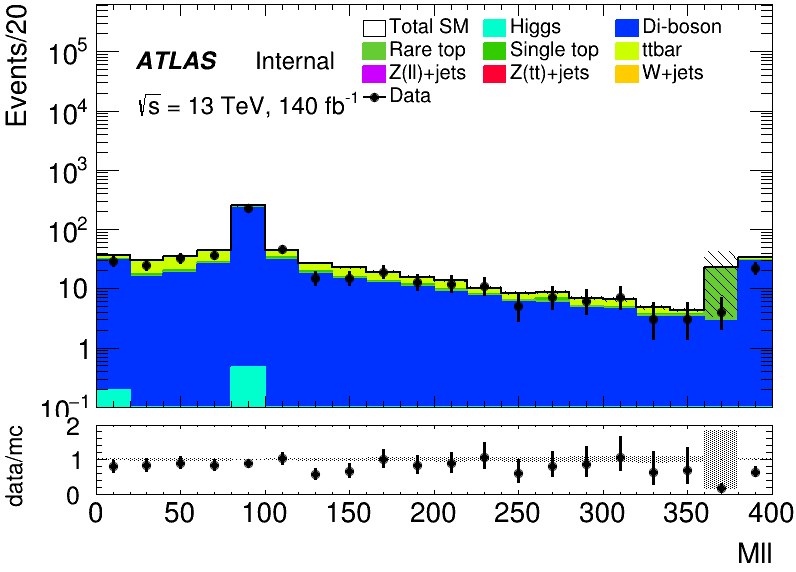 Events/20
ATLAS Internal
√s = 13 TeV, 140 fb⁻¹
Total SM Higgs Di-boson
Rare top Single top ttbar
Z(ll)+jets Z(tt)+jets W+jets
Data
10⁵
10⁴
10³
10²
10
1
10⁻¹
data/mc
2
1
0
0 50 100 150 200 250 300 350 400
Mll